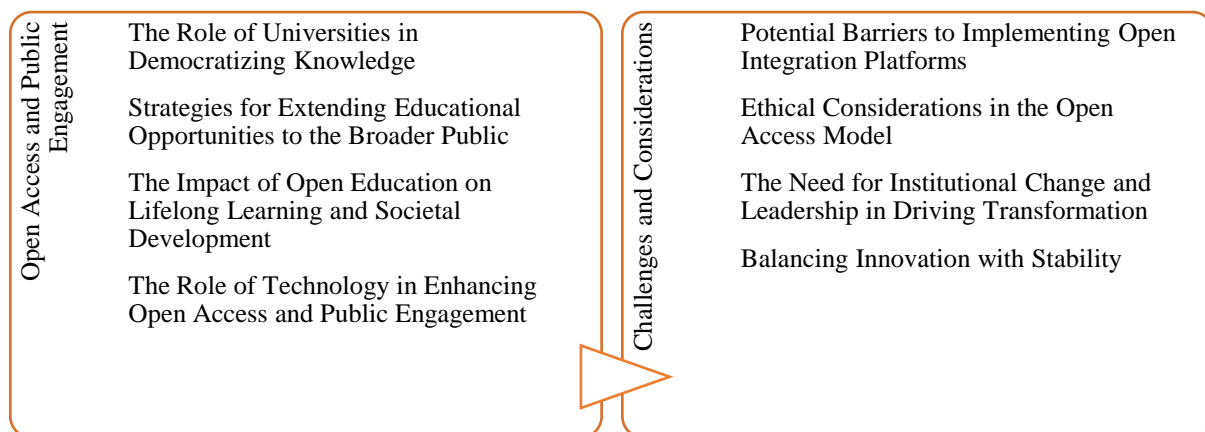 Open Access and Public
Engagement
The Role of Universities in
Democratizing Knowledge
Strategies for Extending Educational
Opportunities to the Broader Public
The Impact of Open Education on
Lifelong Learning and Societal
Development
The Role of Technology in Enhancing
Open Access and Public Engagement
Challenges and Considerations
Potential Barriers to Implementing Open
Integration Platforms
Ethical Considerations in the Open
Access Model
The Need for Institutional Change and
Leadership in Driving Transformation
Balancing Innovation with Stability